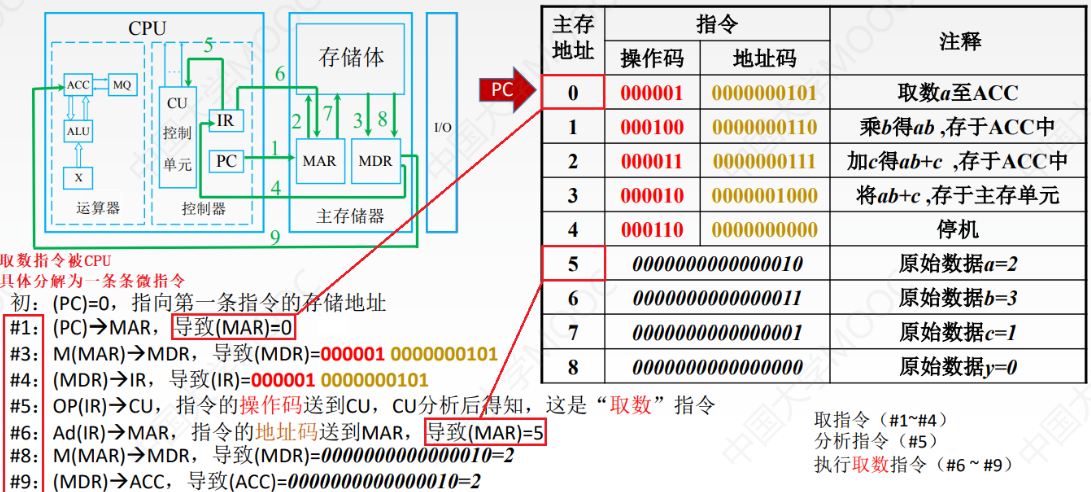 CPU
存储体
5
ACC
MQ
CU
控制
单元
6
IR
2
7
3
8
I/O
ALU
PC
1
MAR
MDR
X
4
运算器
控制器
主存储器
9
取数指令被CPU
具体分解为一条条微指令
初：(PC)=0，指向第一条指令的存储地址
#1：(PC)→MAR，导致(MAR)=0
#3：M(MAR)→MDR，导致(MDR)=000001 0000000101
#4：(MDR)→IR，导致(IR)=000001 0000000101
#5：OP(IR)→CU，指令的操作码送到CU，CU分析后得知，这是“取数”指令
#6：Ad(IR)→MAR，指令的地址码送到MAR，导致(MAR)=5
#8：M(MAR)→MDR，导致(MDR)=0000000000000010=2
#9：(MDR)→ACC，导致(ACC)=0000000000000010=2
PC
主存地址 指令 注释
操作码 地址码
0 000001 0000000101 取数a至ACC
1 000100 0000000110 乘b得ab ,存于ACC中
2 000011 0000000111 加c得ab+c ,存于ACC中
3 000010 0000001000 将ab+c ,存于主存单元
4 000110 0000000000 停机
5 0000000000000010 原始数据a=2
6 0000000000000011 原始数据b=3
7 0000000000000001 原始数据c=1
8 0000000000000000 原始数据y=0
取指令（#1~#4）
分析指令（#5）
执行取数指令（#6 ~ #9）
中国大学MOOC